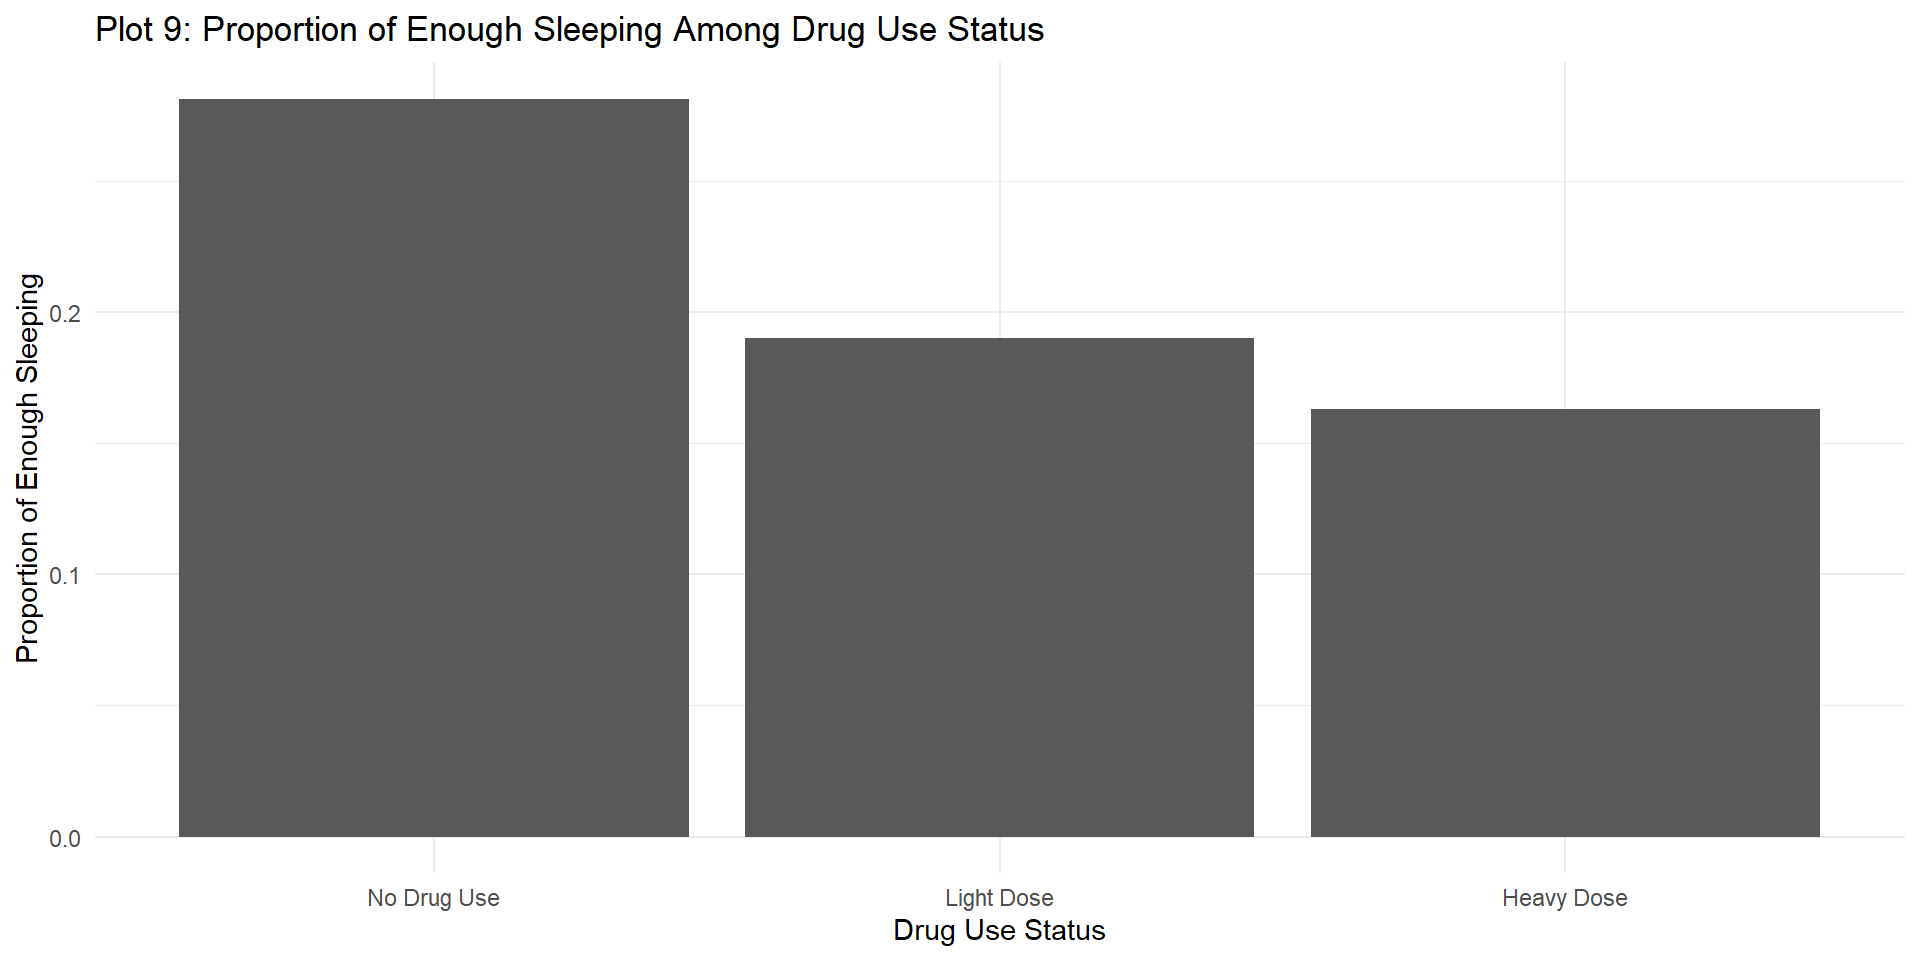 Plot 9: Proportion of Enough Sleeping Among Drug Use Status
Proportion of Enough Sleeping
0.2
0.1
0.0
No Drug Use
Light Dose
Heavy Dose
Drug Use Status